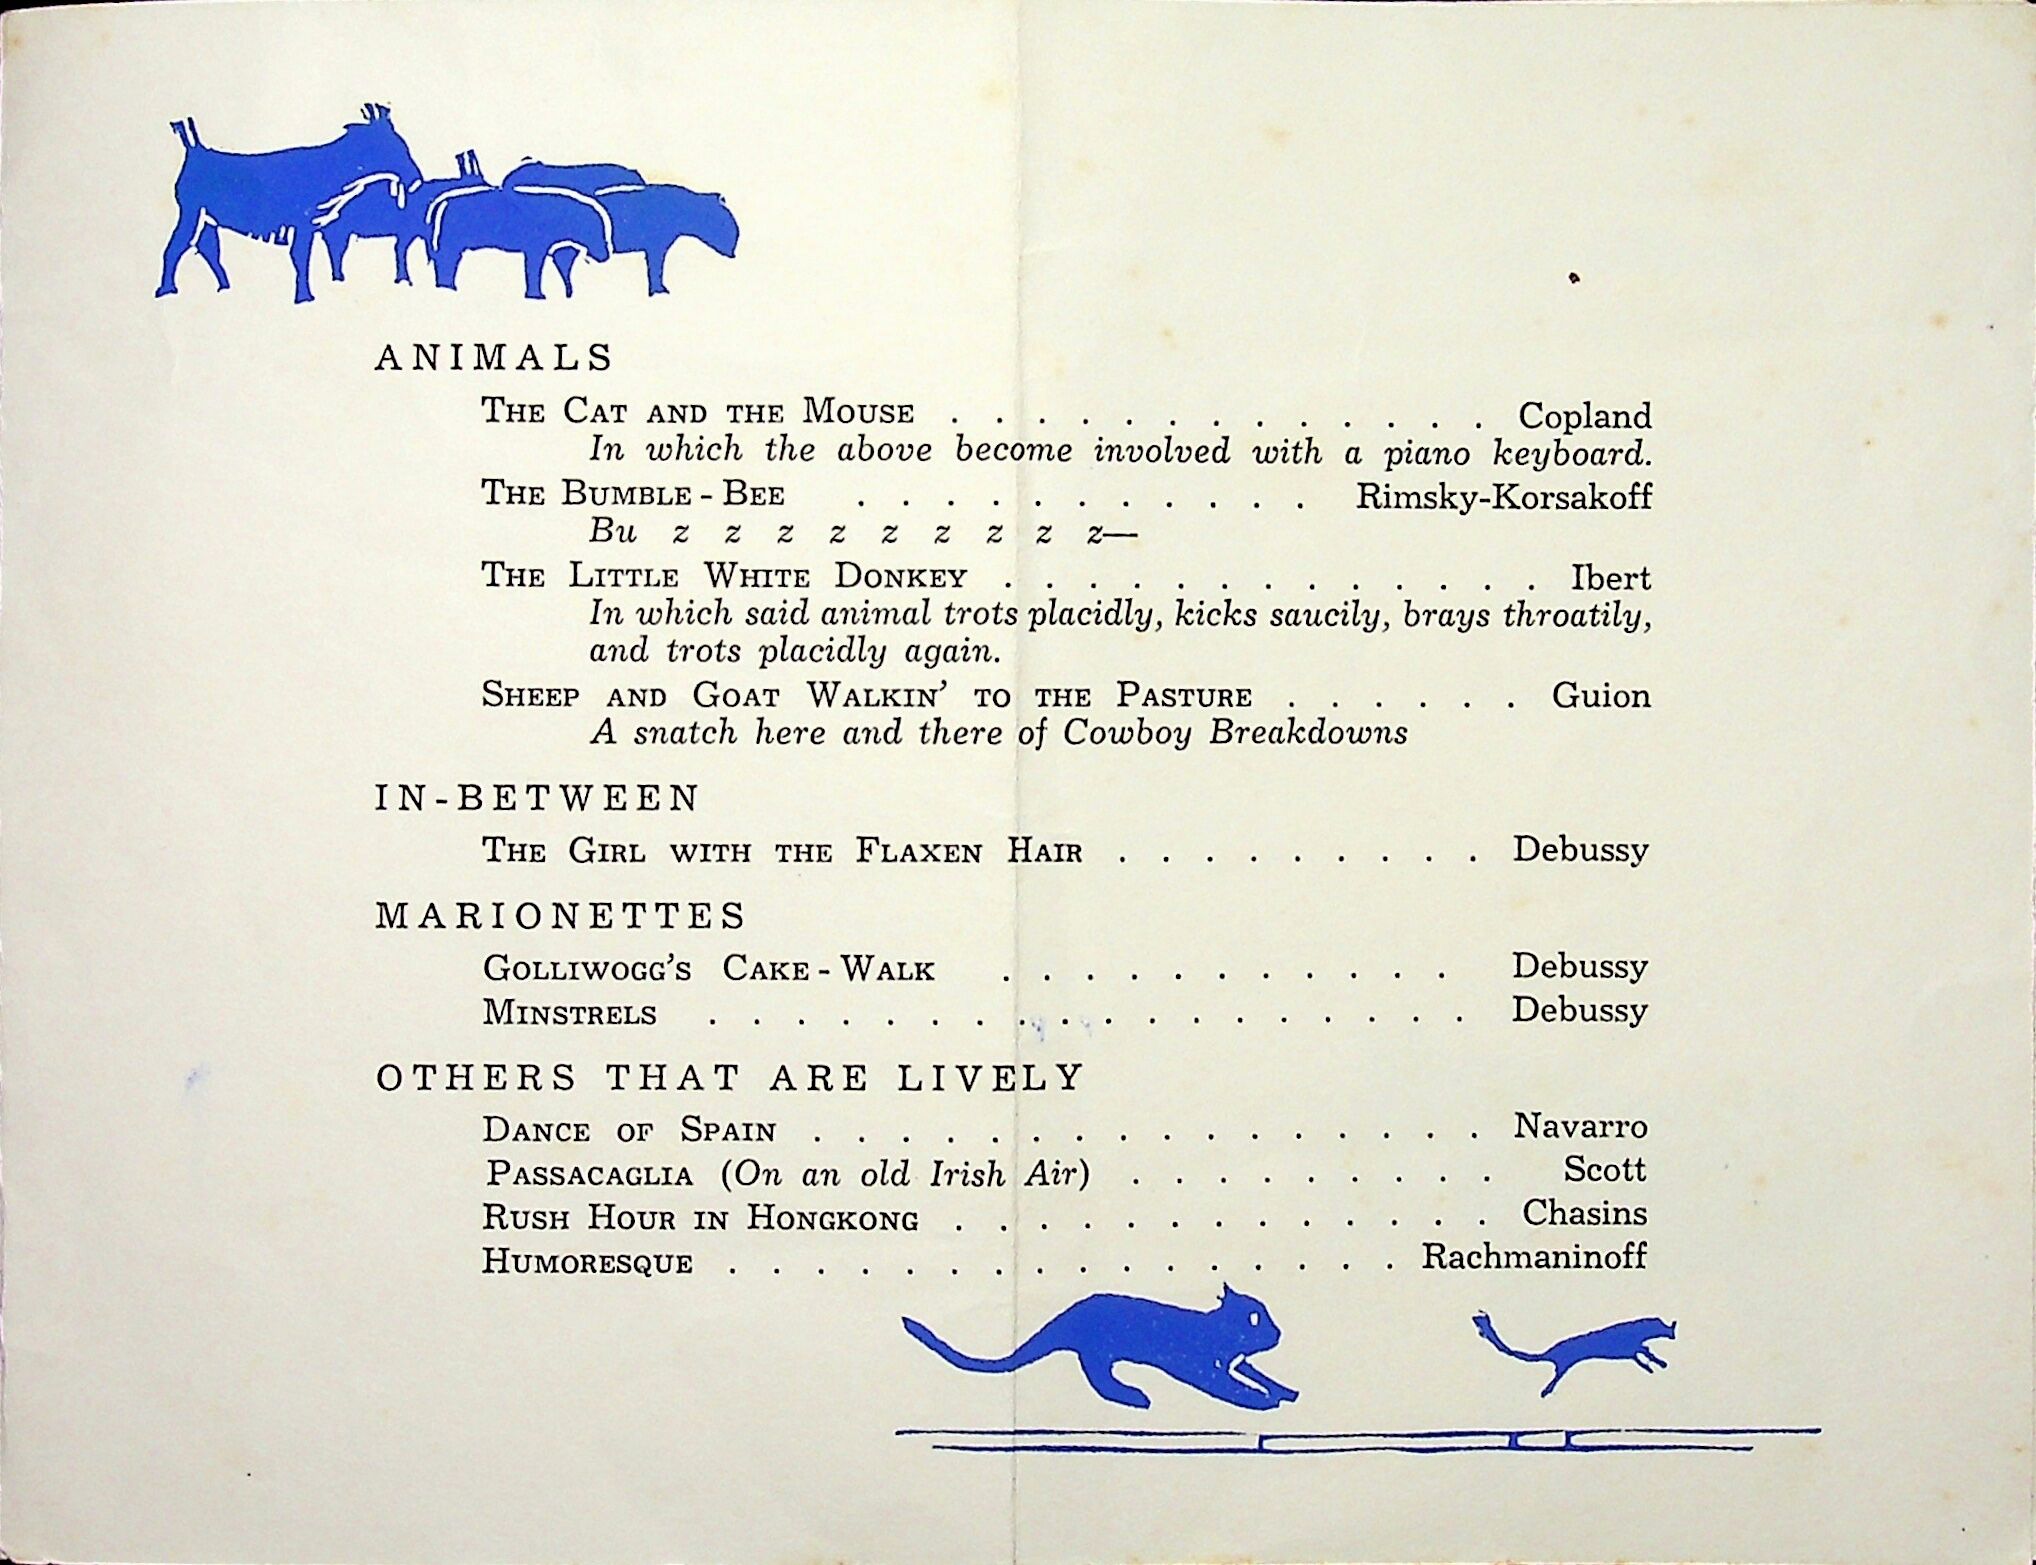 ANIMALS
THE CAT AND THE MOUSE . . . . . . . . . . . . . Copland
In which the above become involved with a piano keyboard.
THE BUMBLE-BEE . . . . . . . . . . . Rimsky-Korsakoff
Bu z z z z z z z z z—
THE LITTLE WHITE DONKEY . . . . . . . . . . . . . Ibert
In which said animal trots placidly, kicks saucily, brays throatily,
and trots placidly again.
SHEEP AND GOAT WALKIN' TO THE PASTURE . . . . . . Guion
A snatch here and there of Cowboy Breakdowns
IN-BETWEEN
THE GIRL WITH THE FLAXEN HAIR . . . . . . . . . Debussy
MARIONETTES
GOLLIWOGG'S CAKE-WALK . . . . . . . . . . . Debussy
MINSTRELS . . . . . . . . . . . . . . . . . . Debussy
OTHERS THAT ARE LIVELY
DANCE OF SPAIN . . . . . . . . . . . . . . . . Navarro
PASSACAGLIA (On an old Irish Air) . . . . . . . . . Scott
RUSH HOUR IN HONGKONG . . . . . . . . . . . . . Chasins
HUMORESQUE . . . . . . . . . . . . . . . . Rachmaninoff